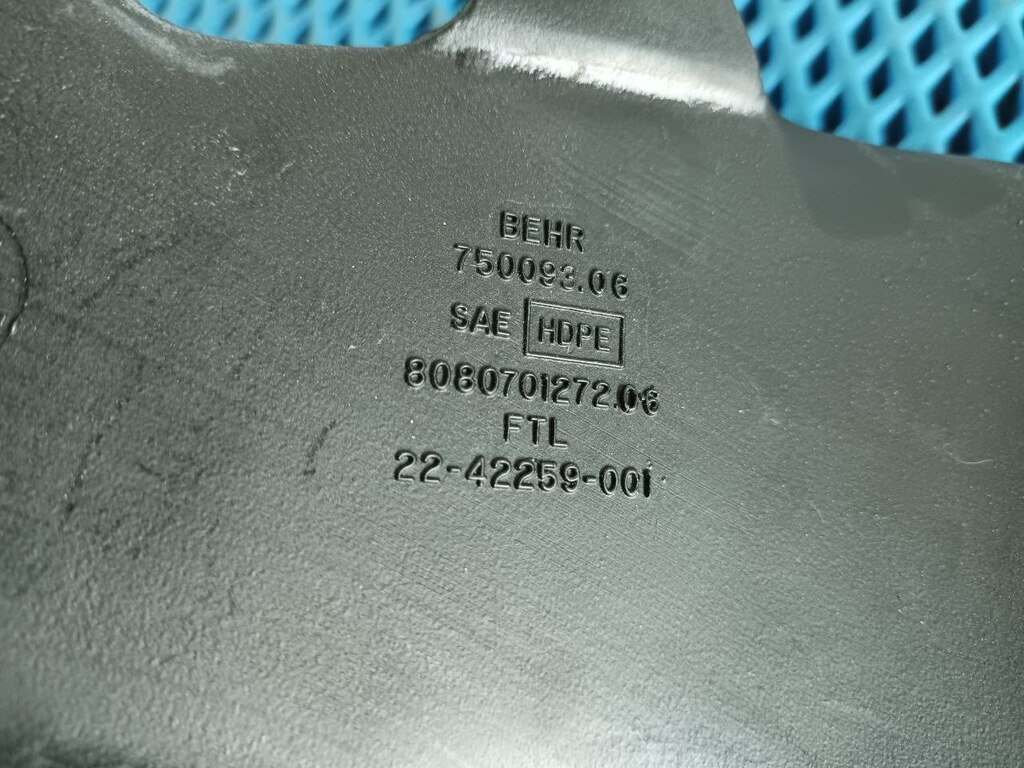 BEHR
750093.06
SAE HDPE
8080701272.06
FTL
22-42259-001